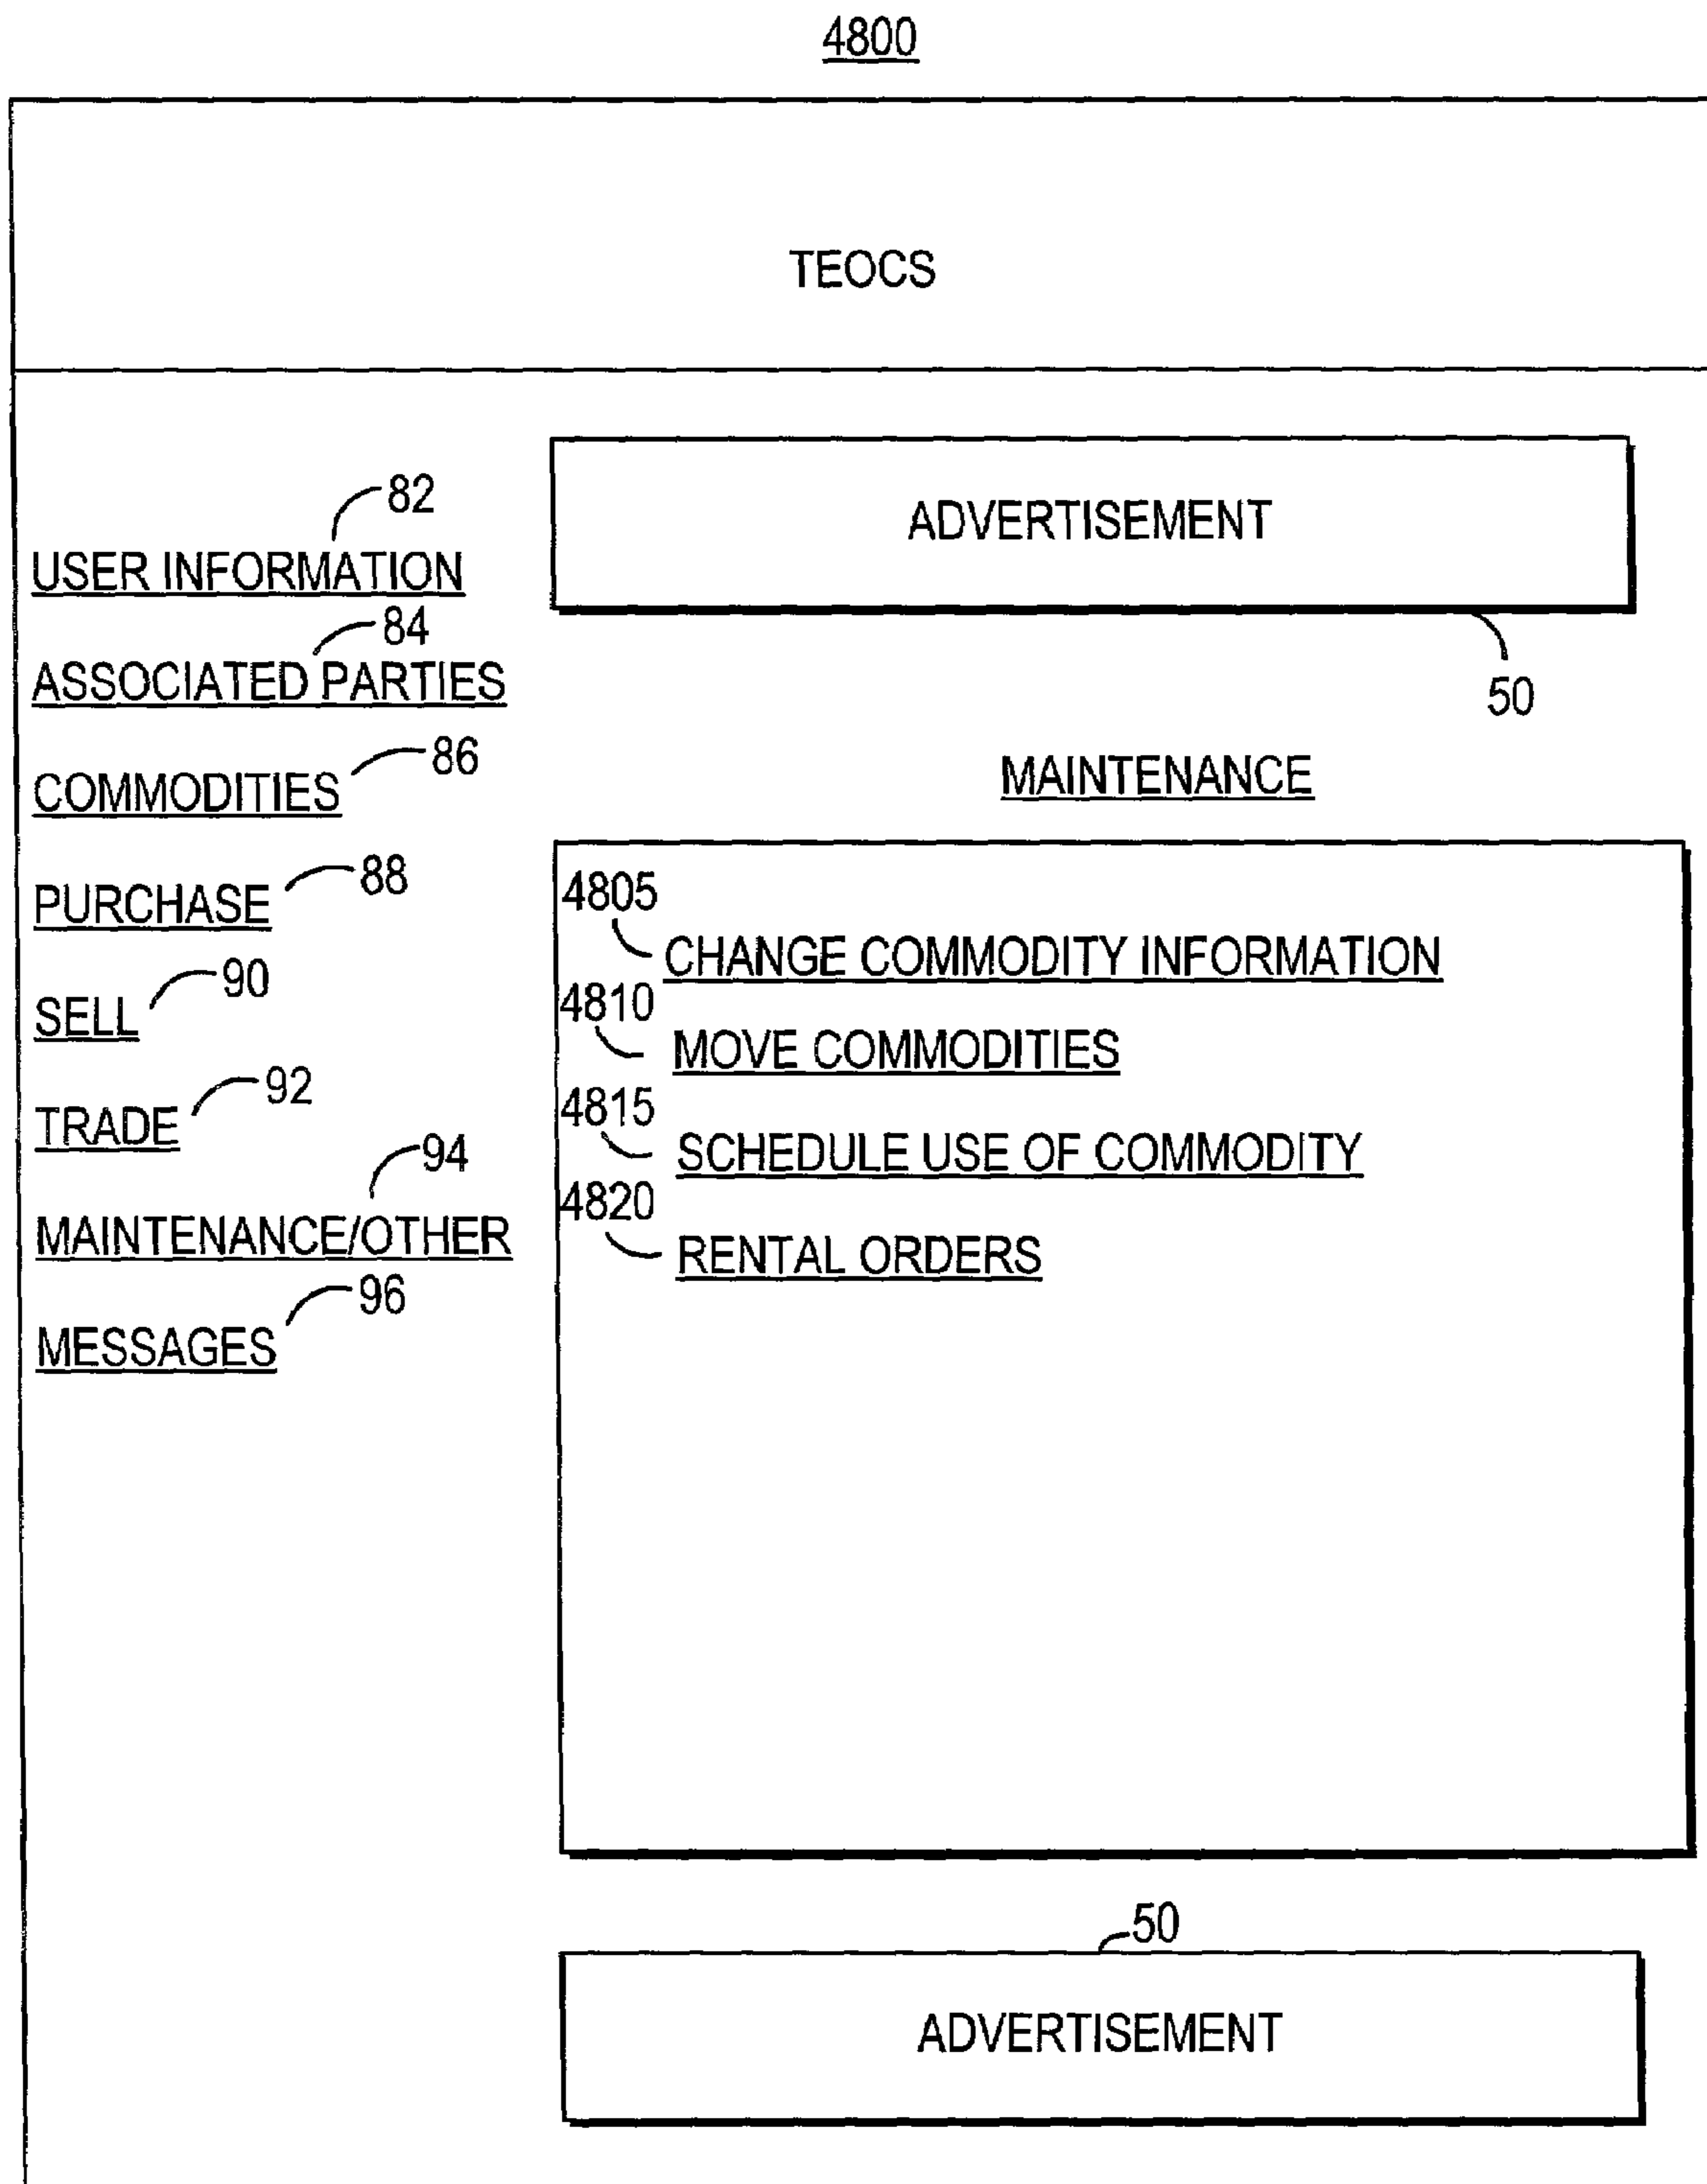 4800
TEOCS
82
USER INFORMATION
84
ASSOCIATED PARTIES
86
COMMODITIES
88
PURCHASE
90
SELL
92
TRADE
94
MAINTENANCE/OTHER
96
MESSAGES
ADVERTISEMENT
50
MAINTENANCE
4805
CHANGE COMMODITY INFORMATION
4810
MOVE COMMODITIES
4815
SCHEDULE USE OF COMMODITY
4820
RENTAL ORDERS
50
ADVERTISEMENT